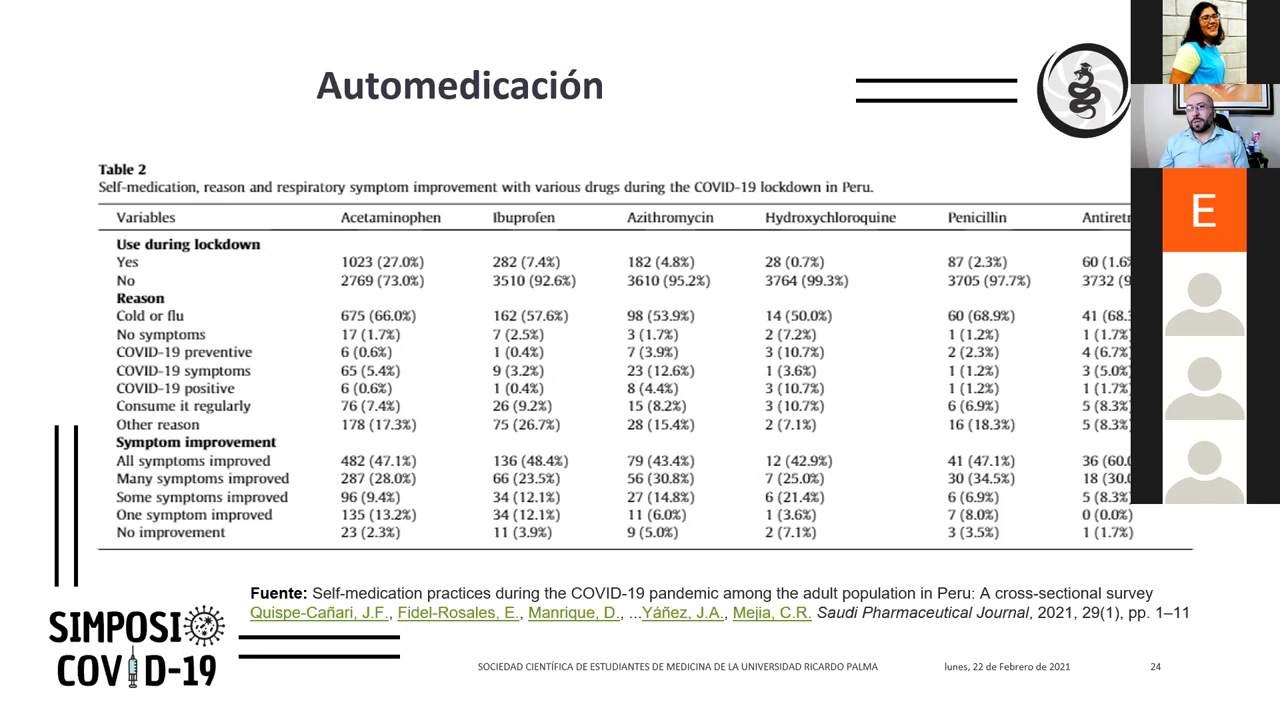 Automedicación
Table 2
Self-medication, reason and respiratory symptom improvement with various drugs during the COVID-19 lockdown in Peru.
Variables Acetaminophen Ibuprofen Azithromycin Hydroxychloroquine Penicillin Antiretr
Use during lockdown
Yes 1023 (27.0%) 282 (7.4%) 182 (4.8%) 28 (0.7%) 87 (2.3%) 60 (1.6%
No 2769 (73.0%) 3510 (92.6%) 3610 (95.2%) 3764 (99.3%) 3705 (97.7%) 3732 (9
Reason
Cold or flu 675 (66.0%) 162 (57.6%) 98 (53.9%) 14 (50.0%) 60 (68.9%) 41 (68.3
No symptoms 17 (1.7%) 7 (2.5%) 3 (1.7%) 2 (7.2%) 1 (1.2%) 1 (1.7%)
COVID-19 preventive 6 (0.6%) 1 (0.4%) 7 (3.9%) 3 (10.7%) 2 (2.3%) 4 (6.7%)
COVID-19 symptoms 65 (5.4%) 9 (3.2%) 23 (12.6%) 1 (3.6%) 1 (1.2%) 3 (5.0%)
COVID-19 positive 6 (0.6%) 1 (0.4%) 8 (4.4%) 3 (10.7%) 1 (1.2%) 1 (1.7%)
Consume it regularly 76 (7.4%) 26 (9.2%) 15 (8.2%) 3 (10.7%) 6 (6.9%) 5 (8.3%)
Other reason 178 (17.3%) 75 (26.7%) 28 (15.4%) 2 (7.1%) 16 (18.3%) 5 (8.3%)
Symptom improvement
All symptoms improved 482 (47.1%) 136 (48.4%) 79 (43.4%) 12 (42.9%) 41 (47.1%) 36 (60.0
Many symptoms improved 287 (28.0%) 66 (23.5%) 56 (30.8%) 7 (25.0%) 30 (34.5%) 18 (30.0
Some symptoms improved 96 (9.4%) 34 (12.1%) 27 (14.8%) 6 (21.4%) 6 (6.9%) 5 (8.3%)
One symptom improved 135 (13.2%) 34 (12.1%) 11 (6.0%) 1 (3.6%) 7 (8.0%) 0 (0.0%)
No improvement 23 (2.3%) 11 (3.9%) 9 (5.0%) 2 (7.1%) 3 (3.5%) 1 (1.7%)
E
Fuente: Self-medication practices during the COVID-19 pandemic among the adult population in Peru: A cross-sectional survey
Quispe-Cañari, J.F., Fidel-Rosales, E., Manrique, D., ...Yáñez, J.A., Mejia, C.R. Saudi Pharmaceutical Journal, 2021, 29(1), pp. 1–11
SIMPOSIO
COVID-19
SOCIEDAD CIENTÍFICA DE ESTUDIANTES DE MEDICINA DE LA UNIVERSIDAD RICARDO PALMA lunes, 22 de Febrero de 2021 24